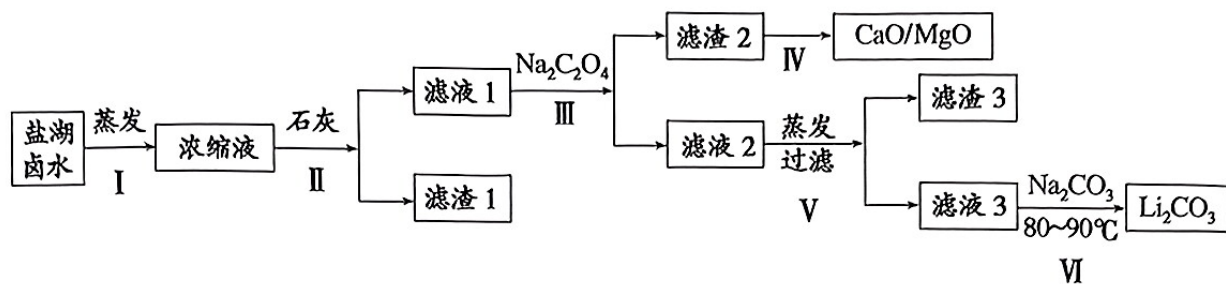 盐湖
卤水
蒸发
Ⅰ
浓缩液
石灰
Ⅱ
滤液 1
滤渣 1
Na₂C₂O₄
Ⅲ
滤渣 2
Ⅳ
CaO/MgO
滤液 2
蒸发
过滤
Ⅴ
滤渣 3
滤液 3
Na₂CO₃
80~90℃
Ⅵ
Li₂CO₃